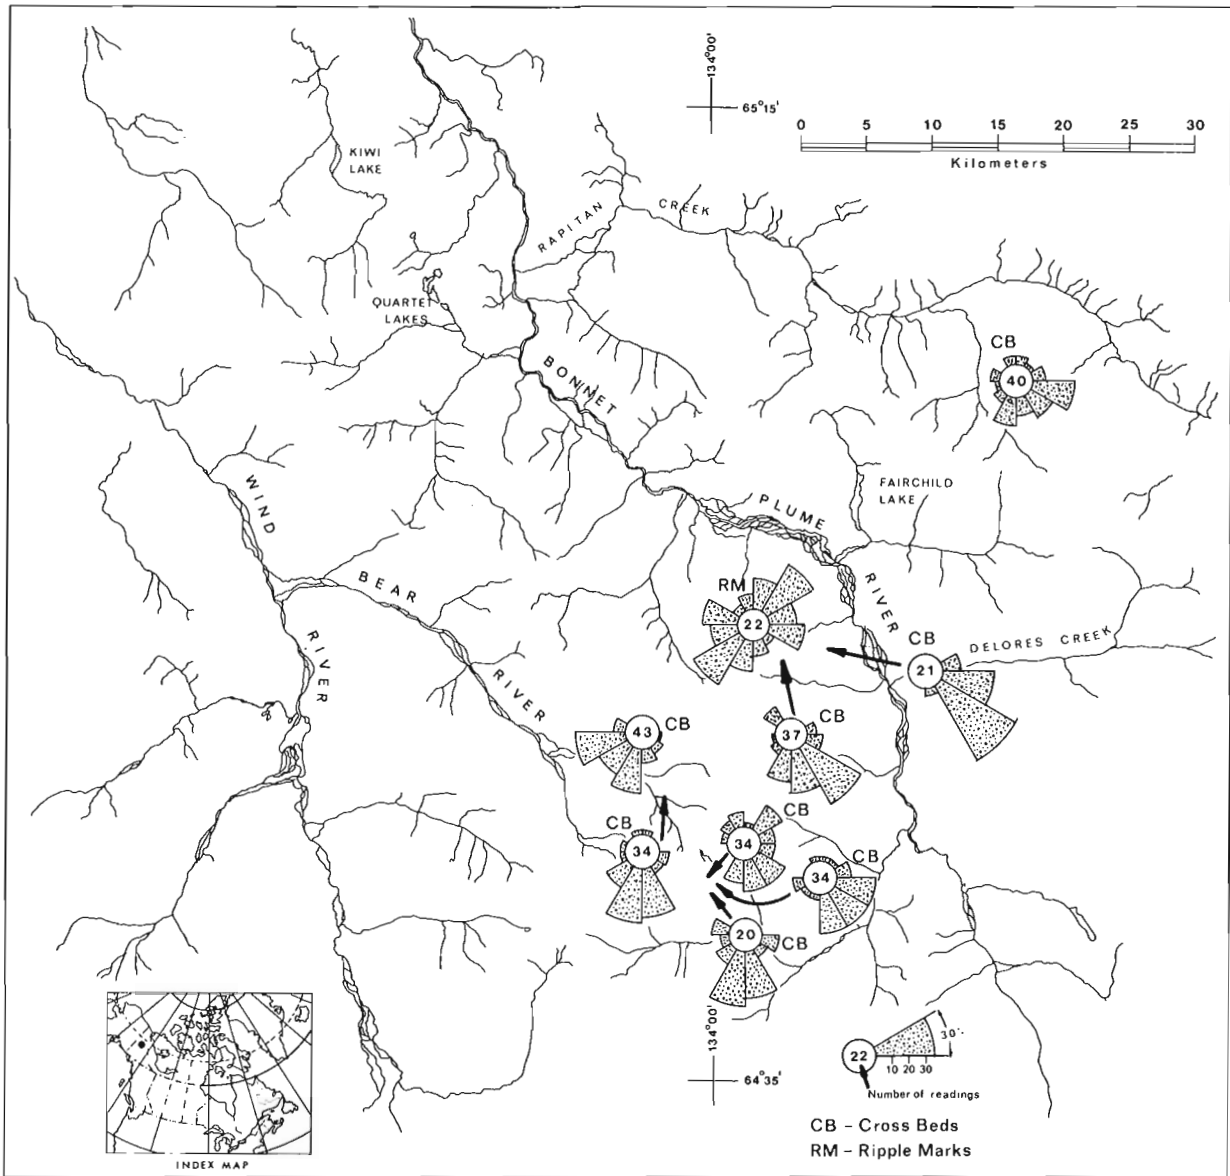 134°00'
65°15'
0 5 10 15 20 25 30
Kilometers
KIWI
LAKE
RAPITAN CREEK
QUARTET
LAKES
BONNET PLUME RIVER
CB
40
WIND RIVER
FAIRCHILD
LAKE
BEAR RIVER
RM
22
CB
21
DELORES CREEK
43
CB
37
CB
CB
34
34
CB
34
CB
20
CB
134°00'
64°35'
30°
22
10 20 30
Number of readings
CB – Cross Beds
RM – Ripple Marks
INDEX MAP